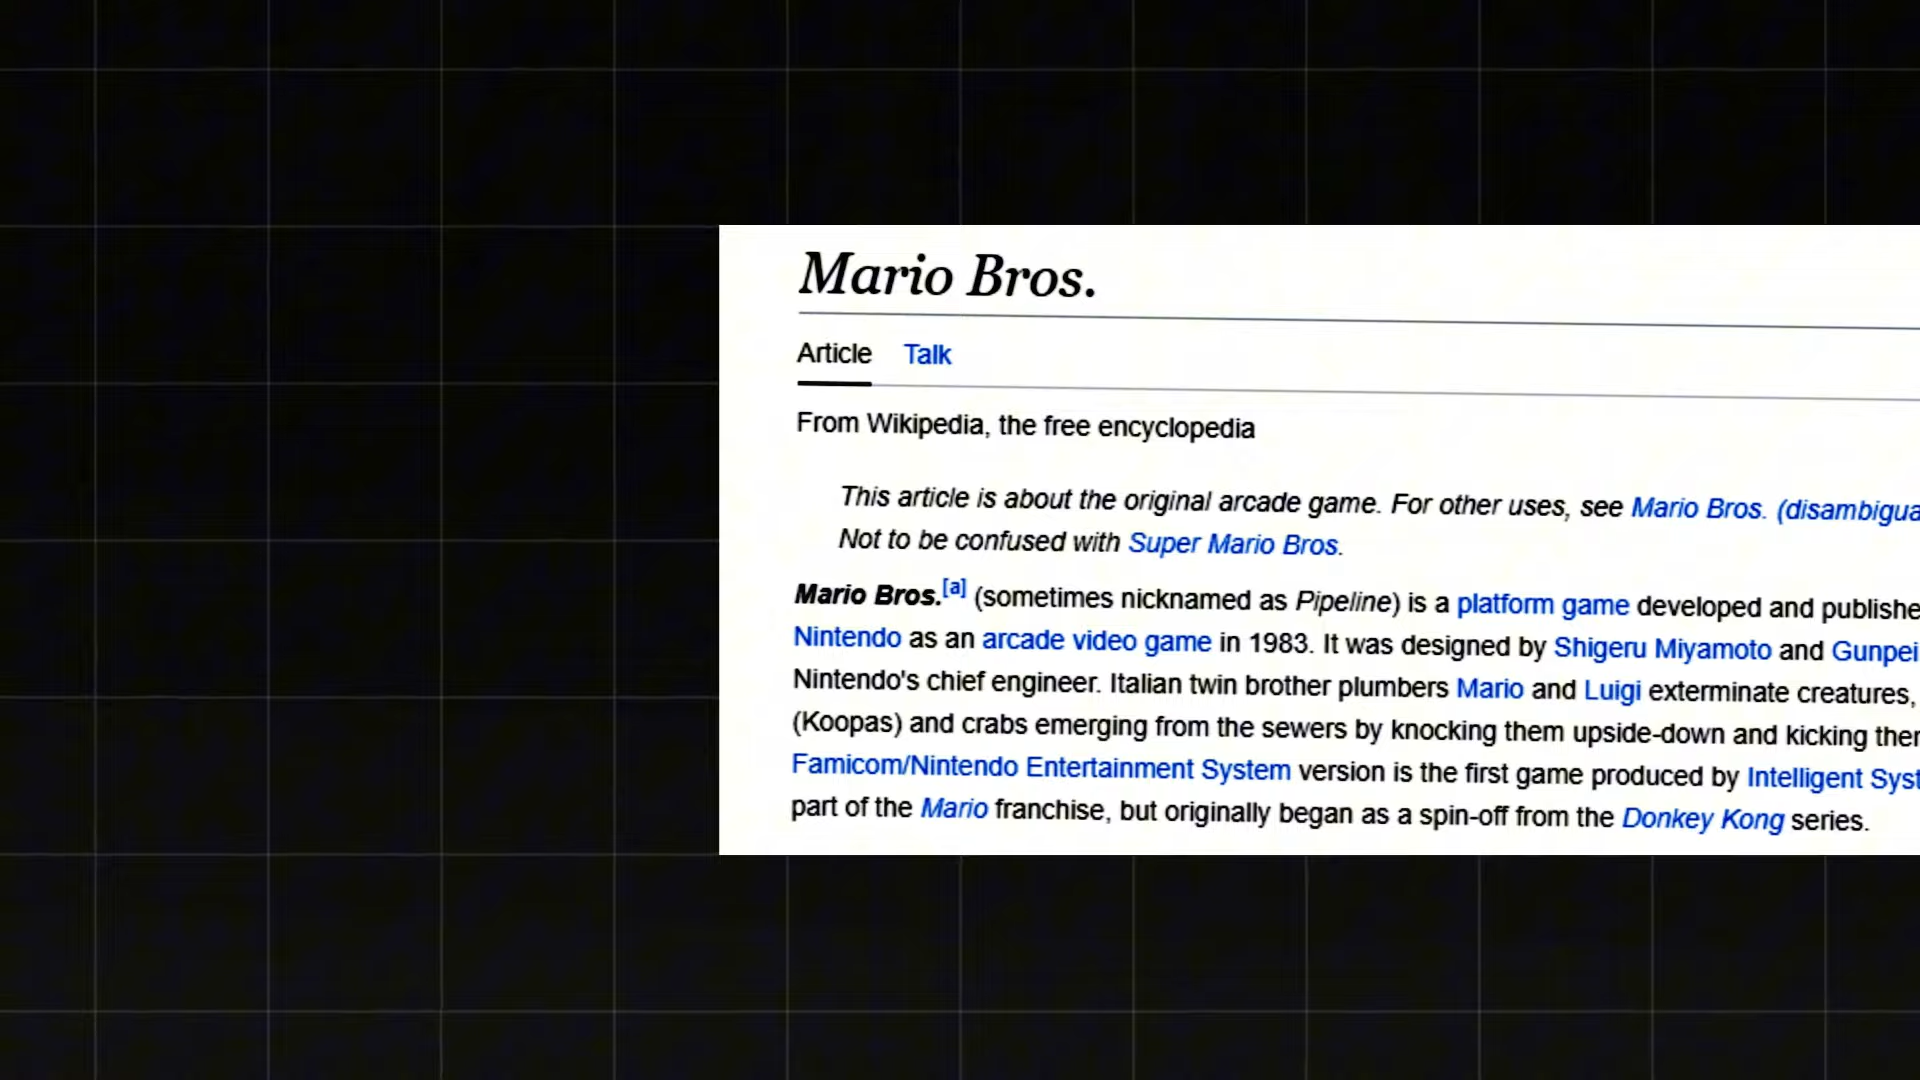 Mario Bros.
Article Talk
From Wikipedia, the free encyclopedia
This article is about the original arcade game. For other uses, see Mario Bros. (disambigua
Not to be confused with Super Mario Bros.
Mario Bros.[a] (sometimes nicknamed as Pipeline) is a platform game developed and publishe
Nintendo as an arcade video game in 1983. It was designed by Shigeru Miyamoto and Gunpei
Nintendo's chief engineer. Italian twin brother plumbers Mario and Luigi exterminate creatures,
(Koopas) and crabs emerging from the sewers by knocking them upside-down and kicking ther
Famicom/Nintendo Entertainment System version is the first game produced by Intelligent Syst
part of the Mario franchise, but originally began as a spin-off from the Donkey Kong series.